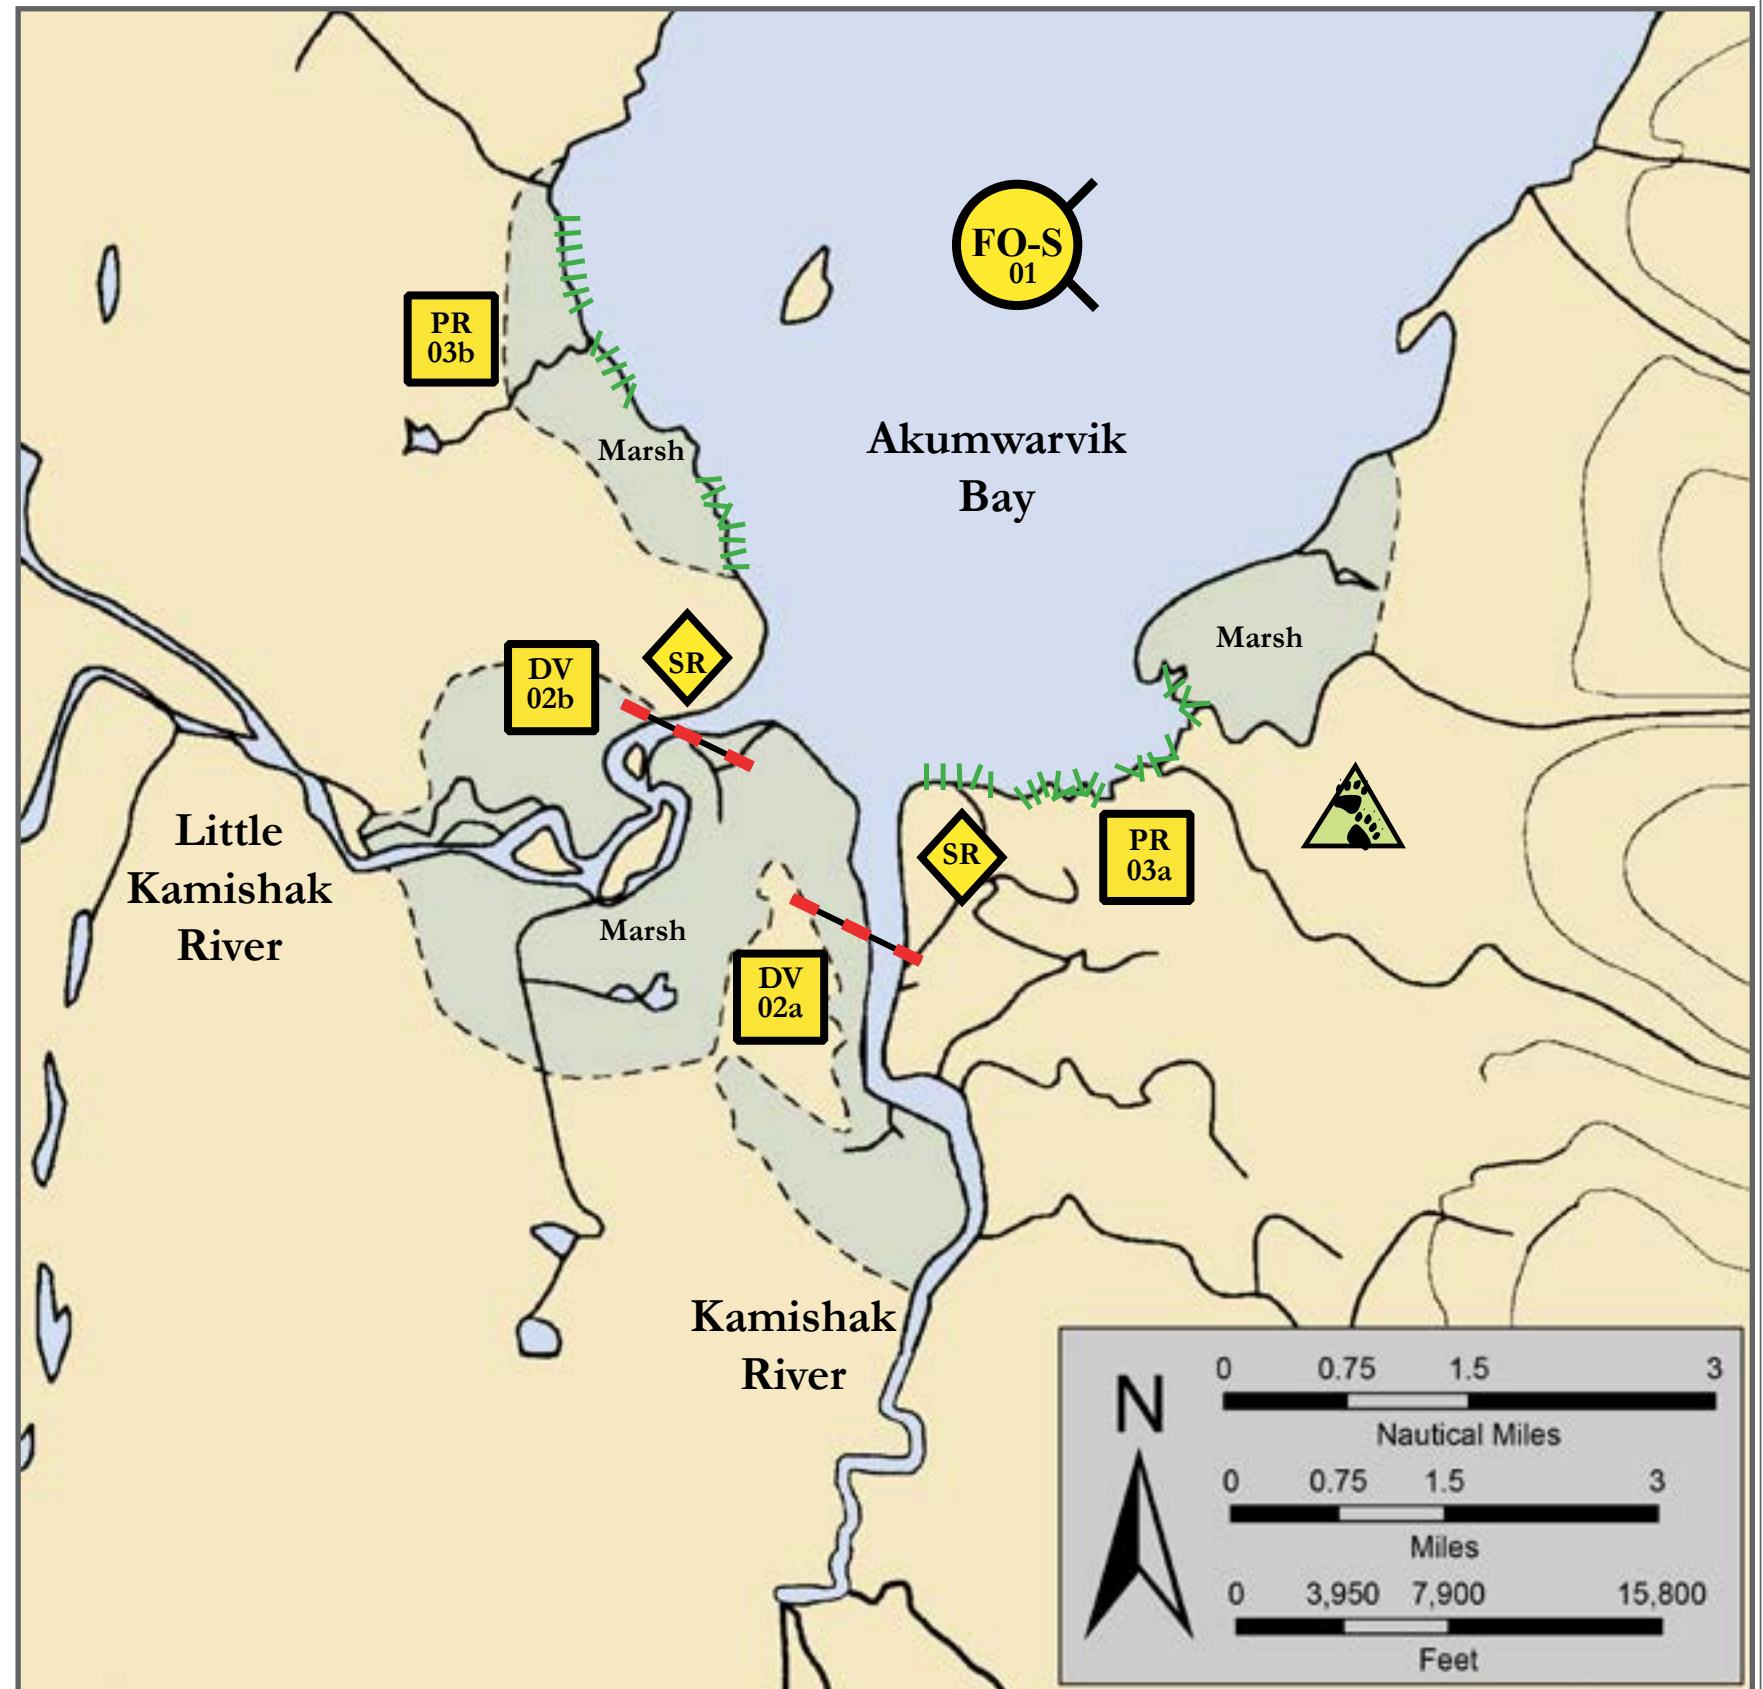 FO-S
01
PR
03b
Akumwarvik
Bay
Marsh
Marsh
SR
DV
02b
Little
Kamishak
River
SR
PR
03a
Marsh
DV
02a
Kamishak
River
N
0 0.75 1.5 3
Nautical Miles
0 0.75 1.5 3
Miles
0 3,950 7,900 15,800
Feet